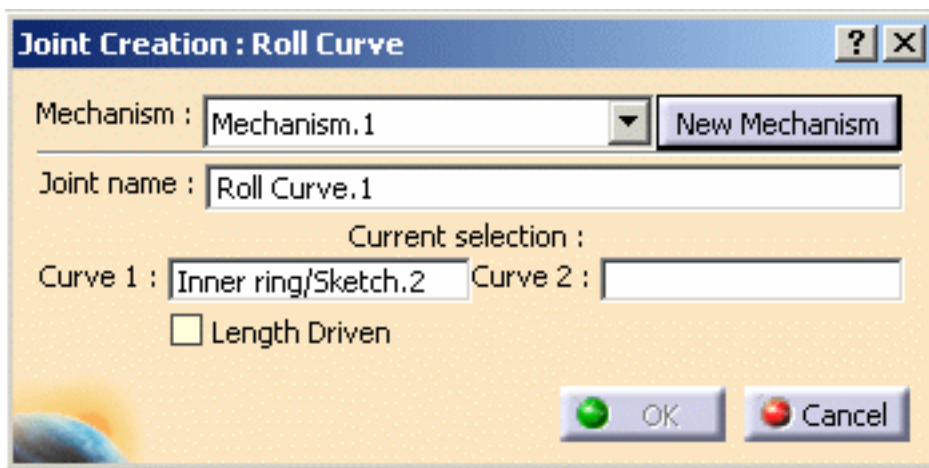 Joint Creation : Roll Curve
Mechanism : Mechanism.1 New Mechanism
Joint name : Roll Curve.1
Current selection :
Curve 1 : Inner ring/Sketch.2 Curve 2 :
Length Driven
OK Cancel